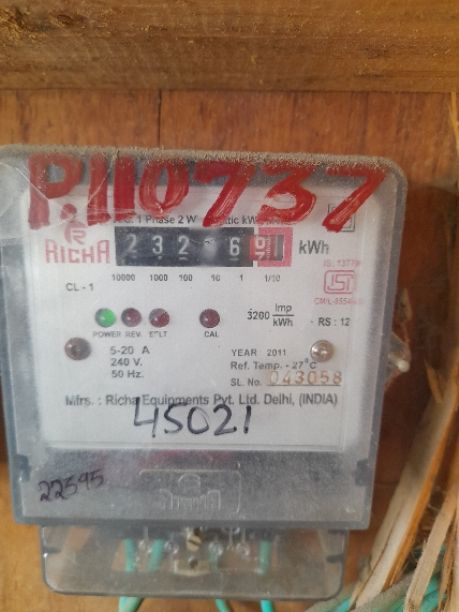 P.110737
1 Phase 2 W
RICHA
2 3 2 6
kWh
10000 1000 100 10 1 1/10
CL - 1
3200 Imp/kWh
RS : 12
POWER REV. E/LT CAL
5-20 A
240 V.
50 Hz.
YEAR : 2011
Ref. Temp. - 27°C
SL. No. 043058
Mfrs. : Richa Equipments Pvt. Ltd. Delhi, (INDIA)
45021
22595
RICHA